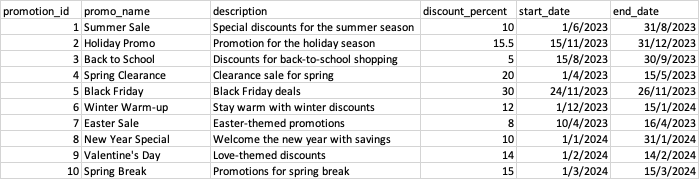 promotion_id promo_name description discount_percent start_date end_date
1 Summer Sale Special discounts for the summer season 10 1/6/2023 31/8/2023
2 Holiday Promo Promotion for the holiday season 15.5 15/11/2023 31/12/2023
3 Back to School Discounts for back-to-school shopping 5 15/8/2023 30/9/2023
4 Spring Clearance Clearance sale for spring 20 1/4/2023 15/5/2023
5 Black Friday Black Friday deals 30 24/11/2023 26/11/2023
6 Winter Warm-up Stay warm with winter discounts 12 1/12/2023 15/1/2024
7 Easter Sale Easter-themed promotions 8 10/4/2023 16/4/2023
8 New Year Special Welcome the new year with savings 10 1/1/2024 31/1/2024
9 Valentine's Day Love-themed discounts 14 1/2/2024 14/2/2024
10 Spring Break Promotions for spring break 15 1/3/2024 15/3/2024